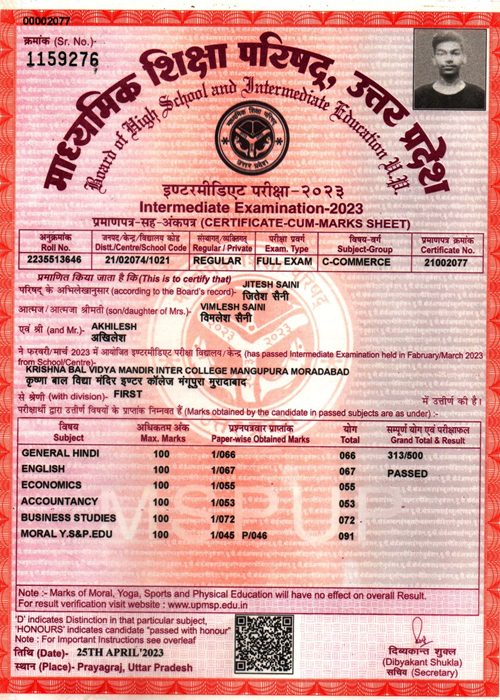 00002077
क्रमांक (Sr. No.)-
1159276
माध्यमिक शिक्षा परिषद, उत्तर प्रदेश
Board of High School and Intermediate Education U.P.
इण्टरमीडिएट परीक्षा-२०२३
Intermediate Examination-2023
प्रमाणपत्र-सह-अंकपत्र (CERTIFICATE-CUM-MARKS SHEET)
अनुक्रमांक जनपद/केन्द्र/विद्यालय कोड संस्थागत/व्यक्तिगत परीक्षा प्रवर्ग विषय-वर्ग प्रमाणपत्र क्रमांक
Roll No. Distt./Centre/School Code Regular / Private Exam. Type Subject-Group Certificate No.
2235513646 21/02074/1021 REGULAR FULL EXAM C-COMMERCE 21002077
प्रमाणित किया जाता है कि (This is to certify that)
JITESH SAINI
परिषद के अभिलेखानुसार (according to the Board's record)- जितेश सैनी
VIMLESH SAINI
आत्मज / आत्मजा श्रीमती (son/daughter of Mrs.)- विमलेश सैनी
AKHILESH
एवं श्री (and Mr.)- अखिलेश
ने फरवरी/मार्च 2023 में आयोजित इण्टरमीडिएट परीक्षा विद्यालय/केन्द्र (has passed Intermediate Examination held in Fabruary/March 2023
from School/Centre)-
KRISHNA BAL VIDYA MANDIR INTER COLLEGE MANGUPURA MORADABAD
कृष्णा बाल विद्या मंदिर इण्टर कॉलेज मंगुपुरा मुरादाबाद
से श्रेणी (with division)- FIRST में उत्तीर्ण की है।
परीक्षार्थी द्वारा उत्तीर्ण विषयों के प्राप्तांक निम्नवत हैं (Marks obtained by the candidate in passed subjects are as under) :-
विषय अधिकतम अंक प्रश्नपत्रवार प्राप्तांक योग सम्पूर्ण योग एवं परीक्षाफल
Subject Max. Marks Paper-wise Obtained Marks Total Grand Total & Result
GENERAL HINDI 100 1/066 066 313/500
ENGLISH 100 1/067 067 PASSED
ECONOMICS 100 1/055 055
ACCOUNTANCY 100 1/053 053
BUSINESS STUDIES 100 1/072 072
MORAL Y.S&P.EDU 100 1/045 P/046 091
Note :- Marks of Moral, Yoga, Sports and Physical Education will have no effect on overall Result.
For result verification visit website : www.upmsp.edu.in
'D' indicates Distinction in that particular subject,
'HONOURS' indicates candidate "passed with honour"
Note : For Important Instructions see overleaf
तिथि (Date)- 25TH APRIL'2023
स्थान (Place)- Prayagraj, Uttar Pradesh
दिव्यकान्त शुक्ल
(Dibyakant Shukla)
सचिव (Secretary)